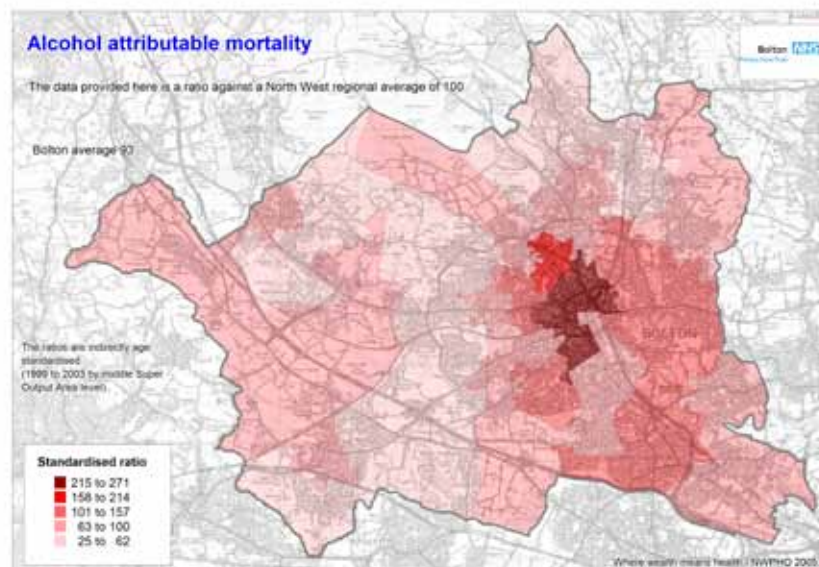 Alcohol attributable mortality
Bolton NHS
The data provided here is a ratio against a North West regional average of 100
Bolton average 93
BOLTON
The ratios are indirectly age
standardised
(1999 to 2003 by middle Super
Output Area level)
Standardised ratio
215 to 271
158 to 214
101 to 157
63 to 100
25 to 62
Where wealth means health / NWPHO 2005